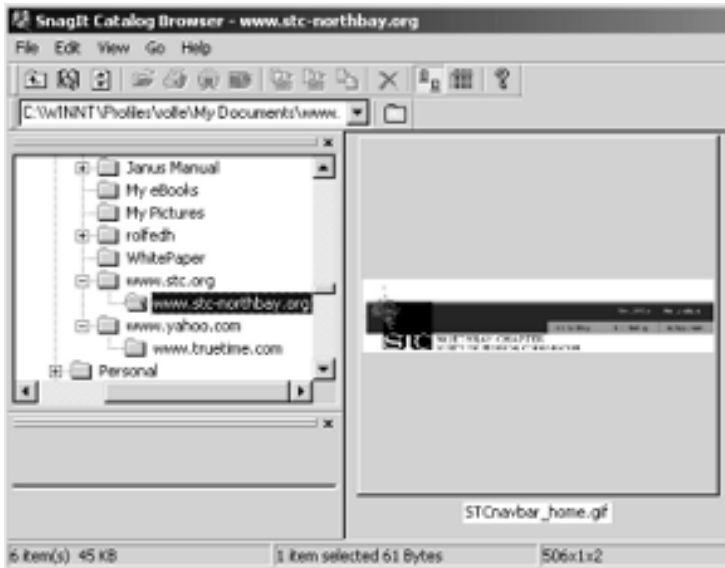 SnagIt Catalog Browser - www.stc-northbay.org
File Edit View Go Help
C:\WINNT\Profiles\rolfe\My Documents\www.
Janus Manual
My eBooks
My Pictures
rolfedh
WhitePaper
www.stc.org
www.stc-northbay.org
www.yahoo.com
www.truetime.com
Personal
STC
STCnavbar_home.gif
6 item(s) 45 KB
1 item selected 61 Bytes
506x1x2